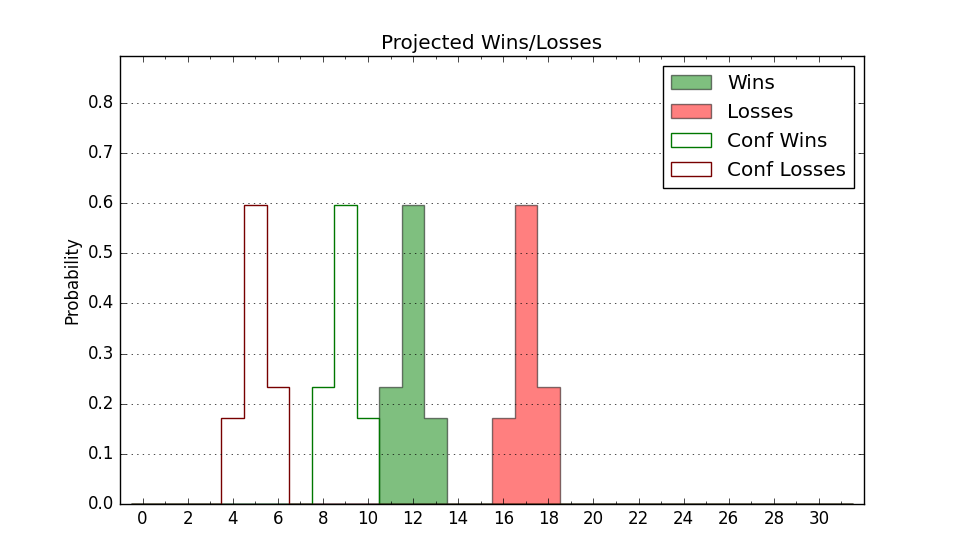 Projected Wins/Losses
Wins
Losses
Conf Wins
Conf Losses
Probability
0.8
0.7
0.6
0.5
0.4
0.3
0.2
0.1
0.0
0 2 4 6 8 10 12 14 16 18 20 22 24 26 28 30